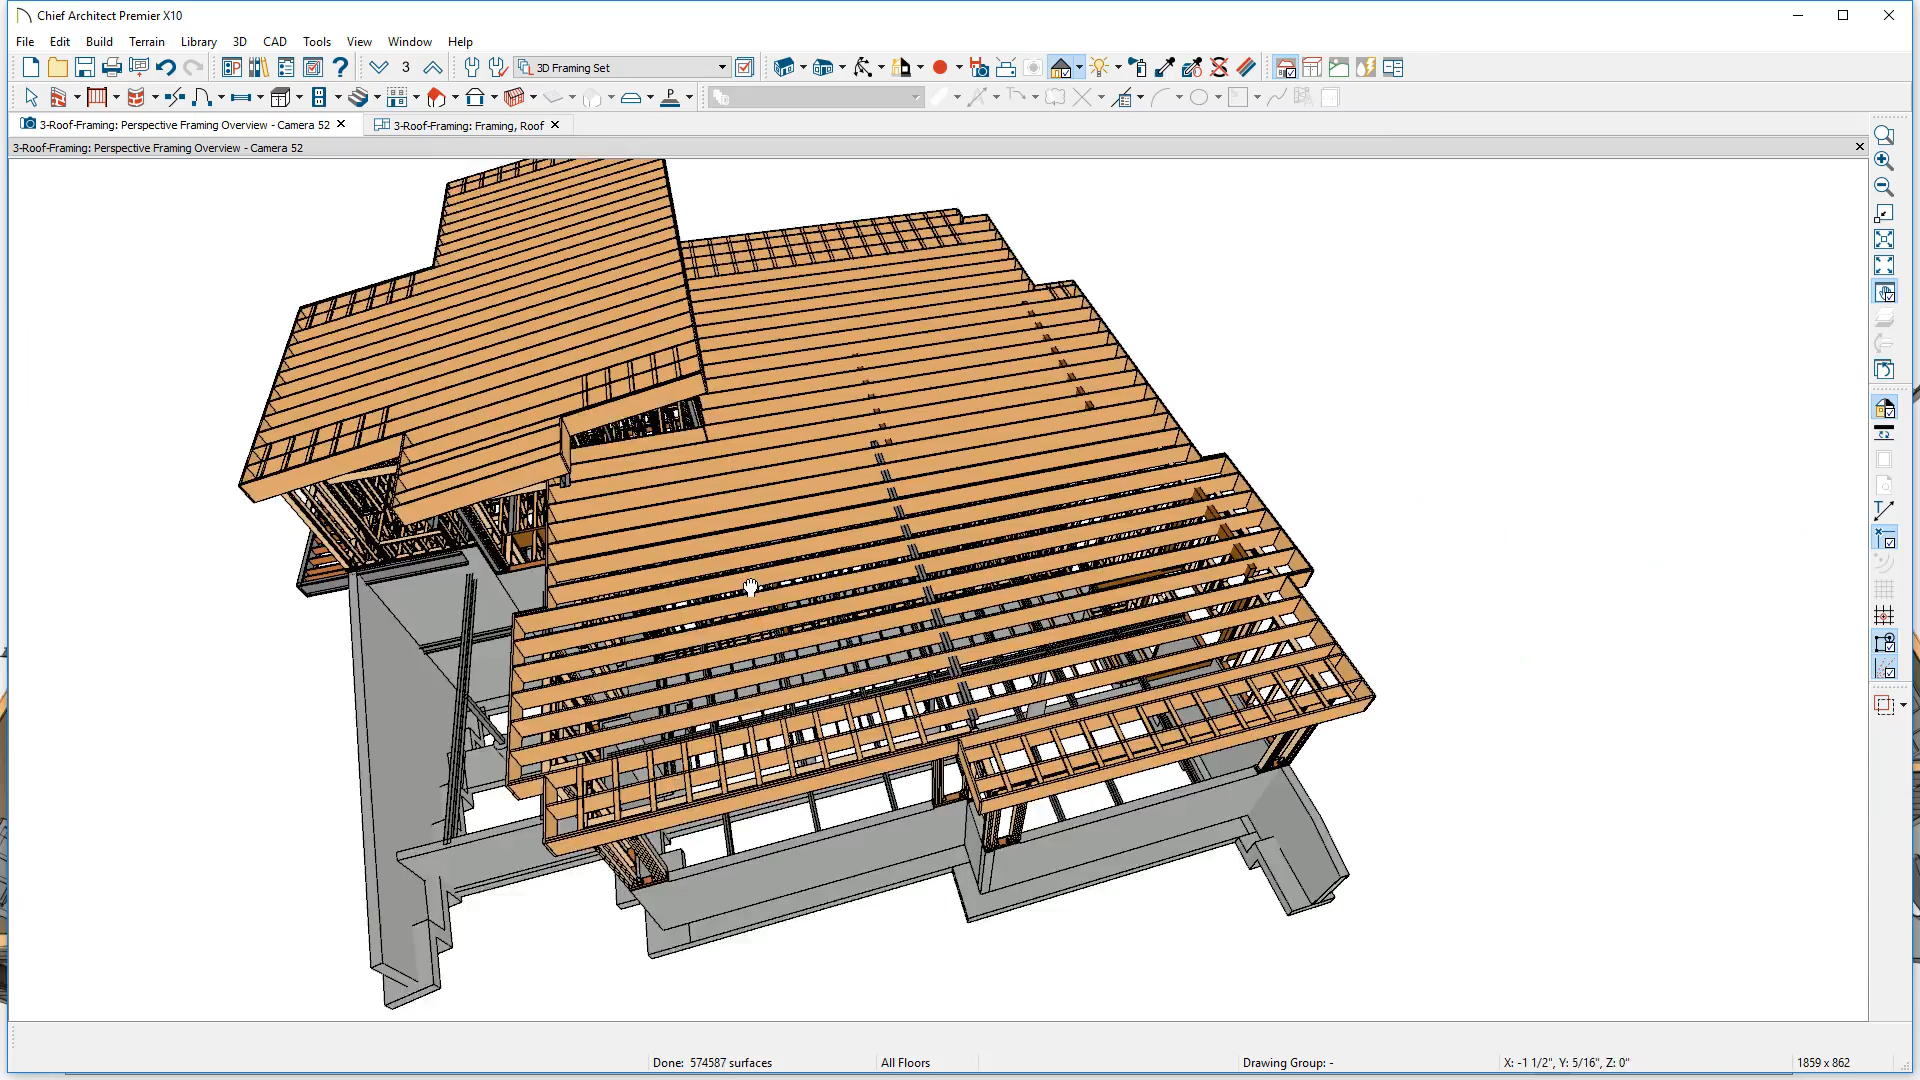 Chief Architect Premier X10
File Edit Build Terrain Library 3D CAD Tools View Window Help
3 3D Framing Set
P
3-Roof-Framing: Perspective Framing Overview - Camera 52 3-Roof-Framing: Framing, Roof
3-Roof-Framing: Perspective Framing Overview - Camera 52
Done: 574587 surfaces All Floors Drawing Group: - X: -1 1/2", Y: 5/16", Z: 0" 1859 x 862